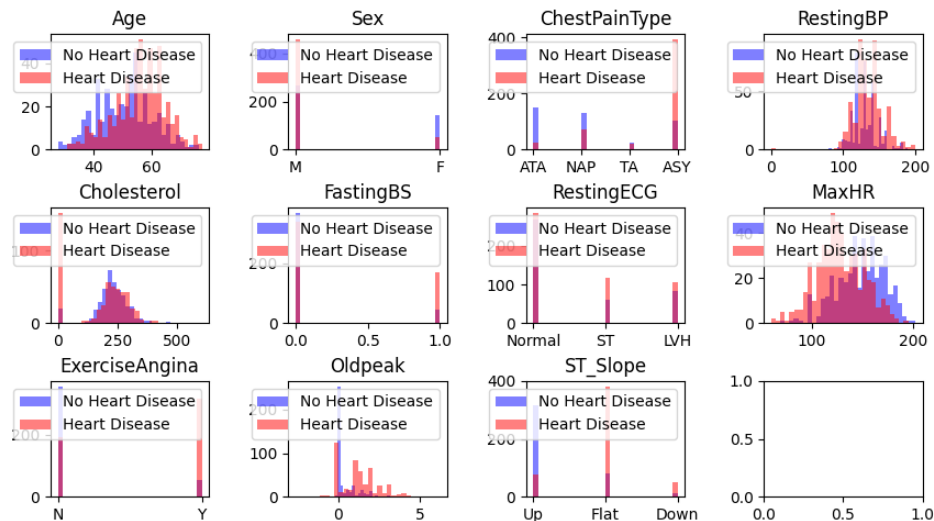 Age
No Heart Disease
Heart Disease
40
20
0
40
60
Sex
No Heart Disease
Heart Disease
400
200
0
M
F
ChestPainType
No Heart Disease
Heart Disease
400
200
0
ATA
NAP
TA
ASY
RestingBP
No Heart Disease
Heart Disease
50
0
0
100
200
Cholesterol
No Heart Disease
Heart Disease
100
0
0
250
500
FastingBS
No Heart Disease
Heart Disease
200
0
0.0
0.5
1.0
RestingECG
No Heart Disease
Heart Disease
200
100
0
Normal
ST
LVH
MaxHR
No Heart Disease
Heart Disease
40
20
0
100
200
ExerciseAngina
No Heart Disease
Heart Disease
200
0
N
Y
Oldpeak
No Heart Disease
Heart Disease
200
100
0
0
5
ST_Slope
No Heart Disease
Heart Disease
400
200
0
Up
Flat
Down
1.0
0.5
0.0
0.0
0.5
1.0